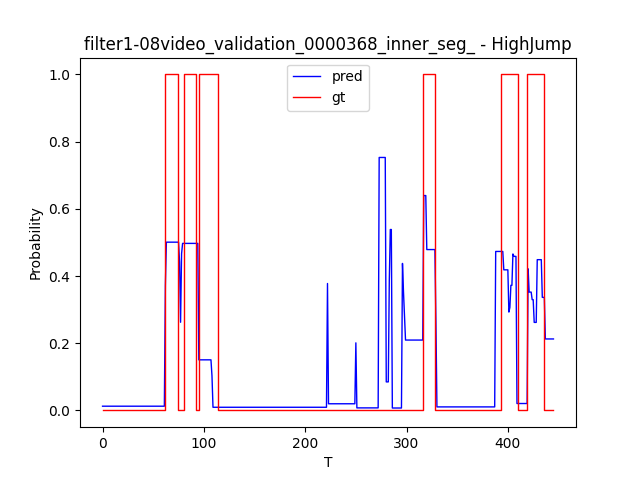 filter1-08video_validation_0000368_inner_seg_ - HighJump
pred
gt
1.0
0.8
0.6
0.4
0.2
0.0
Probability
0
100
200
300
400
T